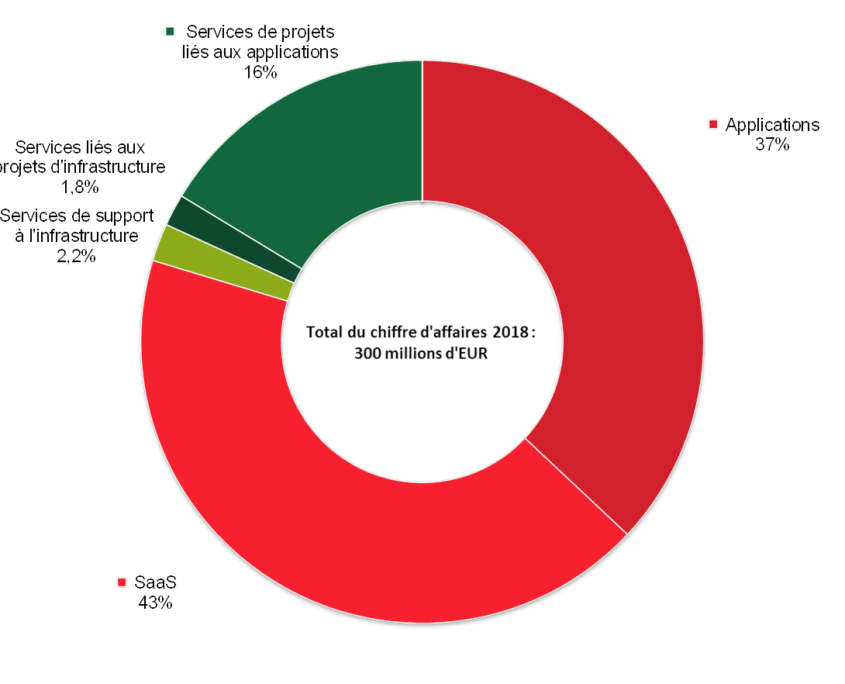 Services de projets
liés aux applications
16%
Applications
37%
Services liés aux
projets d'infrastructure
1,8%
Services de support
à l'infrastructure
2,2%
Total du chiffre d'affaires 2018 :
300 millions d'EUR
SaaS
43%